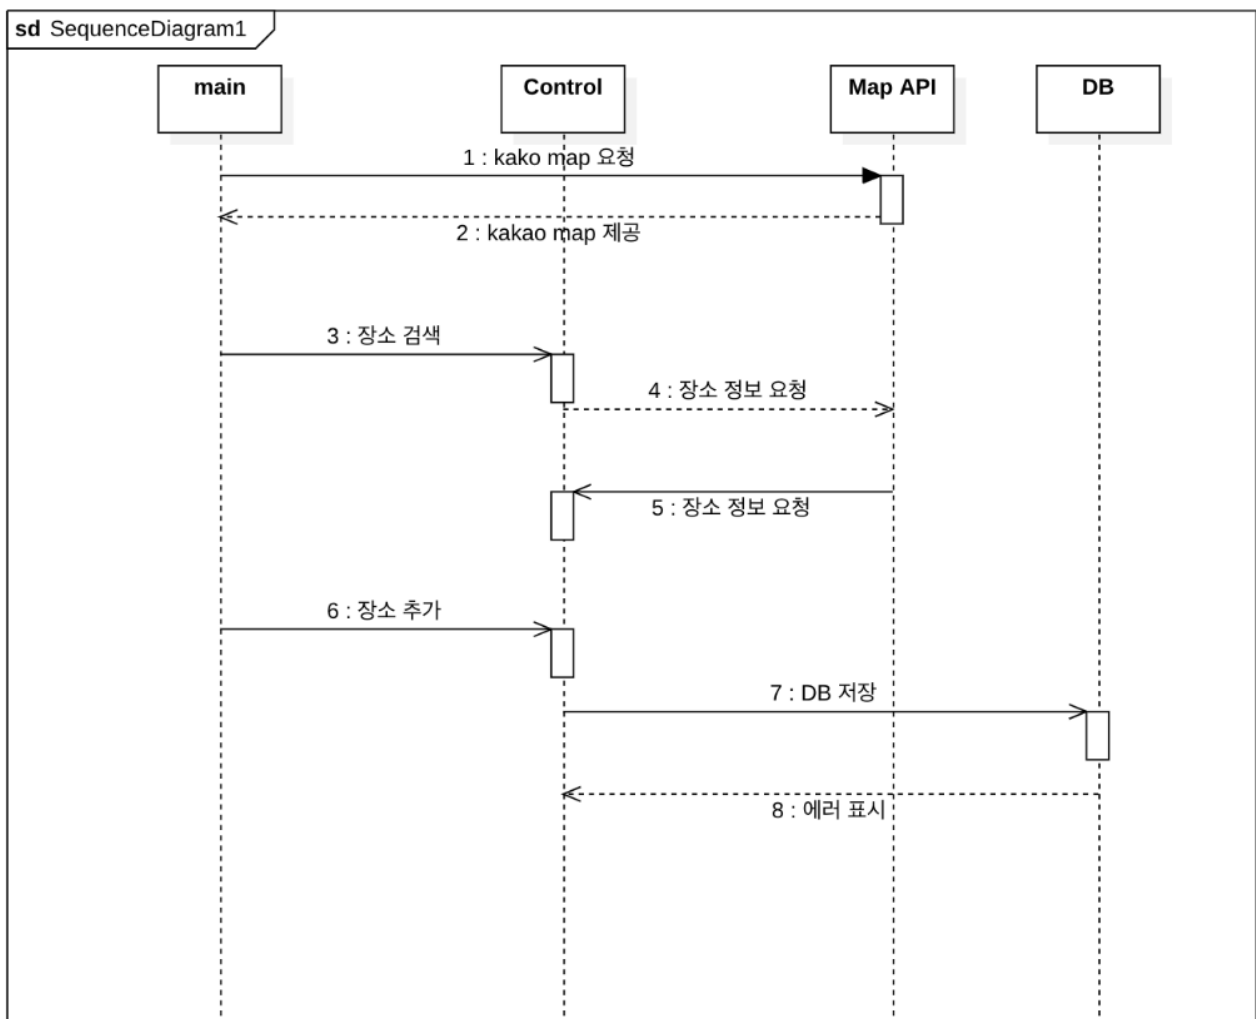 sd SequenceDiagram1
main
Control
Map API
DB
1 : kako map 요청
2 : kakao map 제공
3 : 장소 검색
4 : 장소 정보 요청
5 : 장소 정보 요청
6 : 장소 추가
7 : DB 저장
8 : 에러 표시